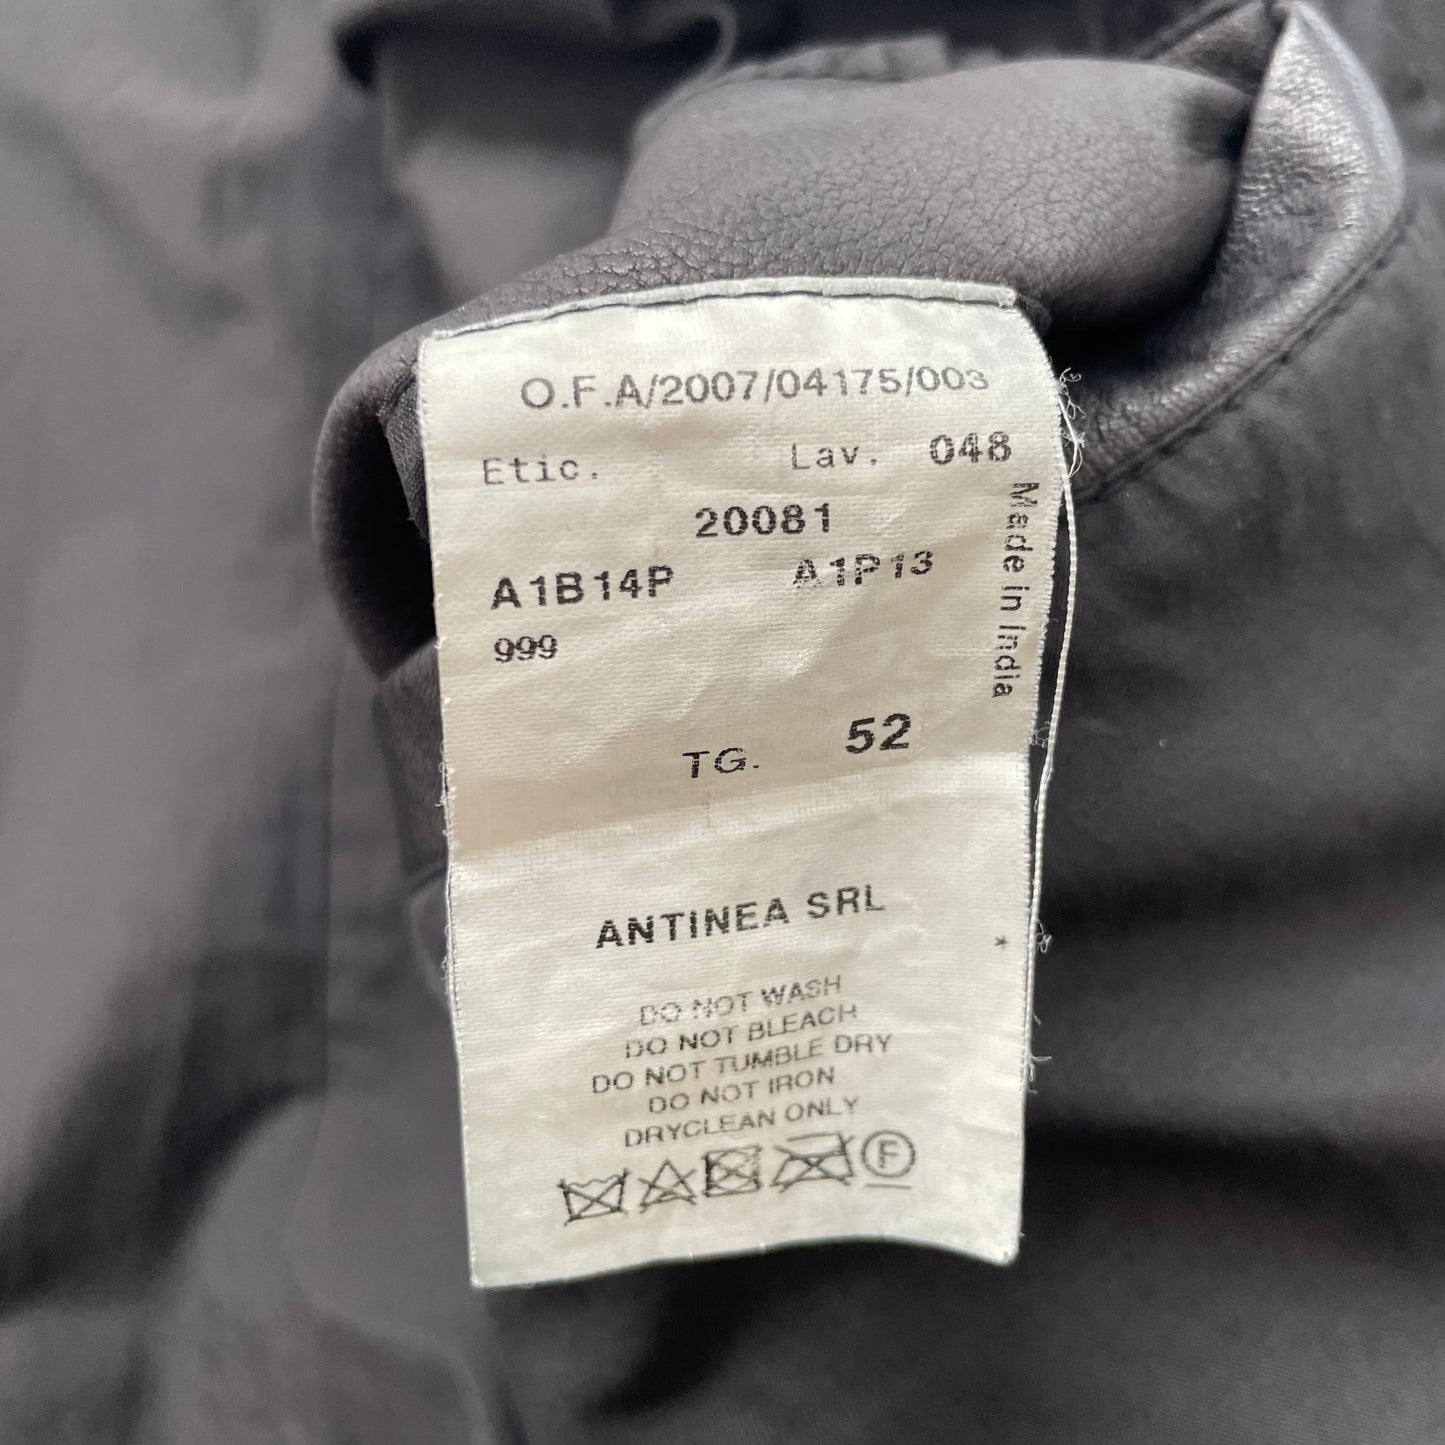 O.F.A/2007/04175/003
Etic. Lav. 048
20081
A1B14P A1P13
999
TG. 52
Made in India
ANTINEA SRL
*
DO NOT WASH
DO NOT BLEACH
DO NOT TUMBLE DRY
DO NOT IRON
DRYCLEAN ONLY
F